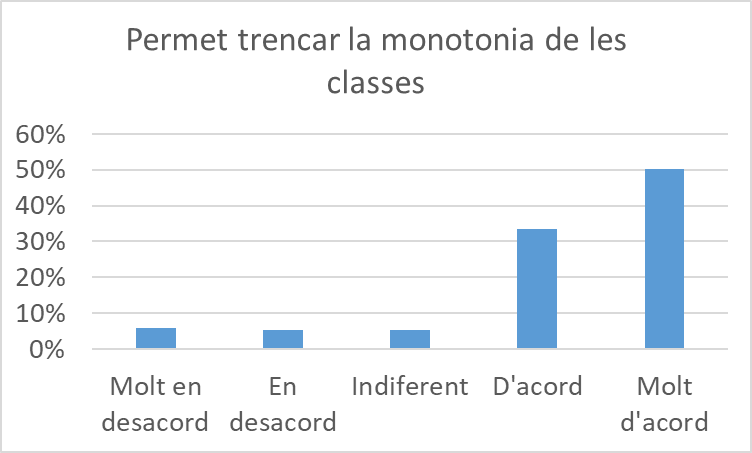 Permet trencar la monotonia de les
classes
60%
50%
40%
30%
20%
10%
0%
Molt en
desacord
En
desacord
Indiferent
D'acord
Molt
d'acord